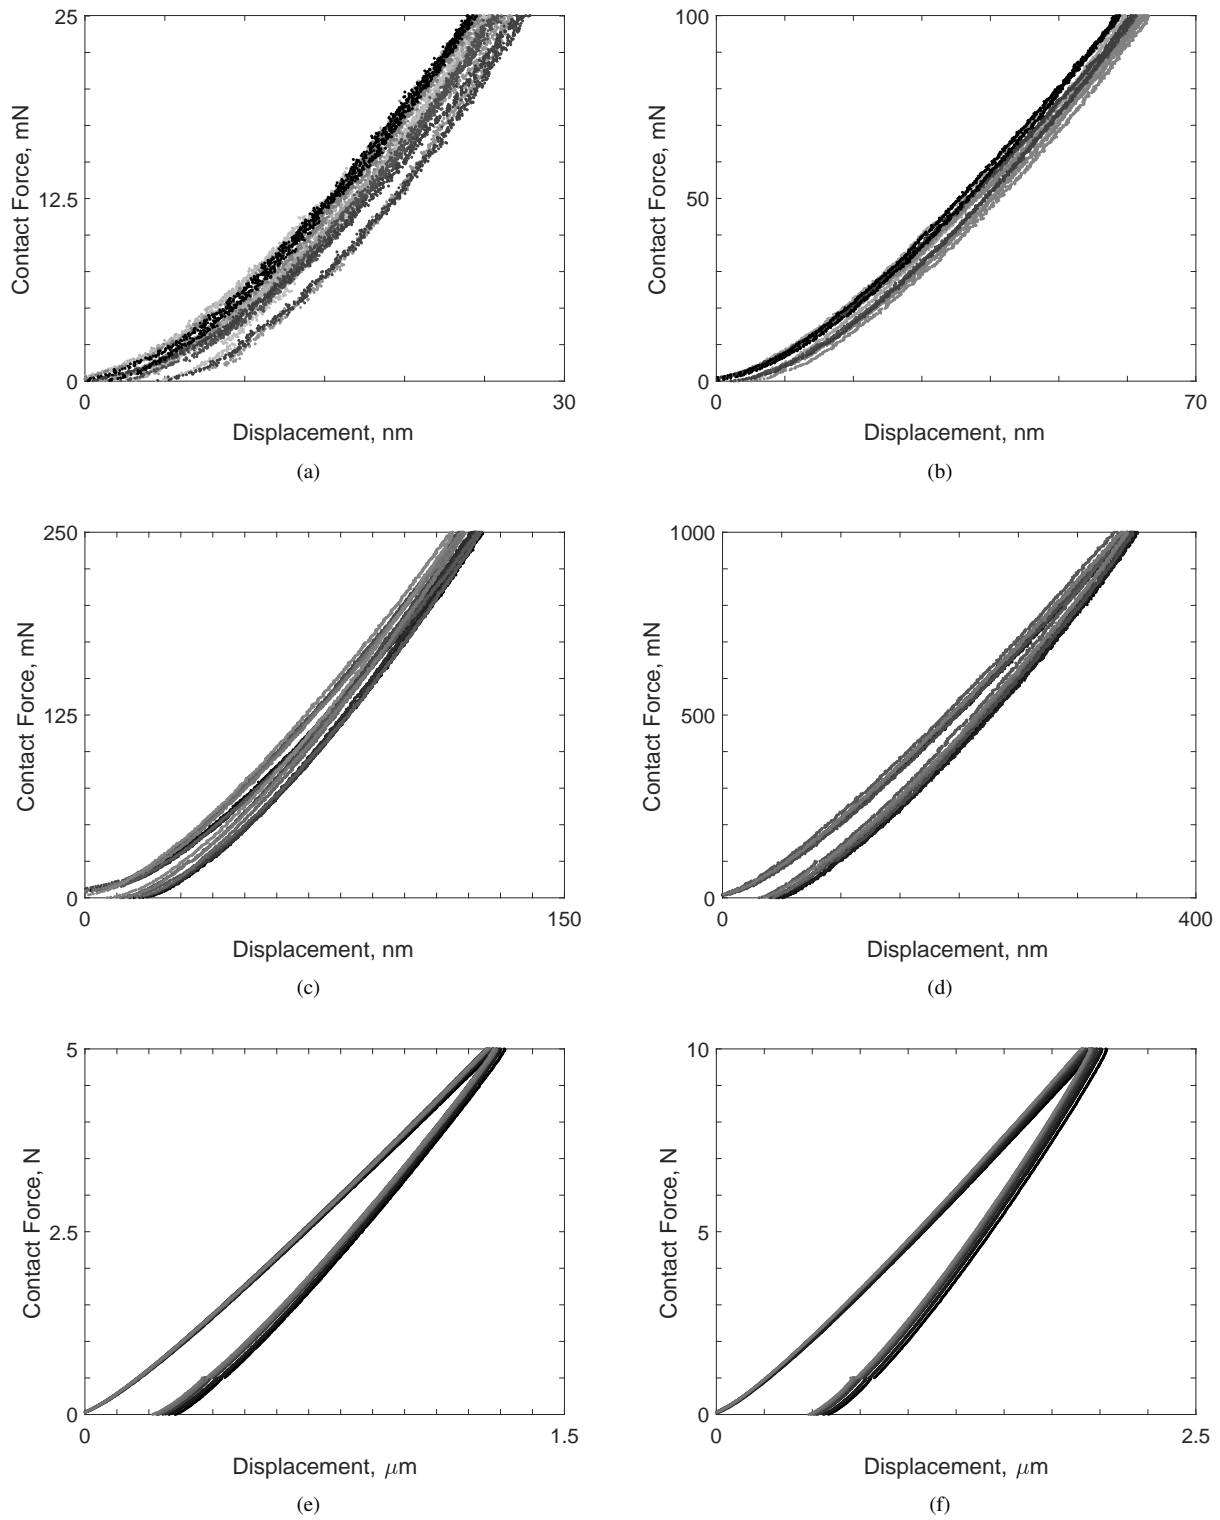 25
12.5
0
Contact Force, mN
0
30
Displacement, nm
(a)
100
50
0
Contact Force, mN
0
70
Displacement, nm
(b)
250
125
0
Contact Force, mN
0
150
Displacement, nm
(c)
1000
500
0
Contact Force, mN
0
400
Displacement, nm
(d)
5
2.5
0
Contact Force, N
0
1.5
Displacement, μm
(e)
10
5
0
Contact Force, N
0
2.5
Displacement, μm
(f)